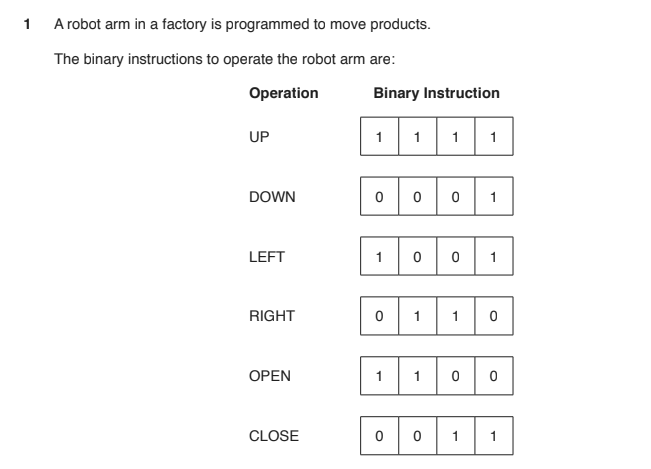 1 A robot arm in a factory is programmed to move products.
The binary instructions to operate the robot arm are:
Operation Binary Instruction
UP 1 1 1 1
DOWN 0 0 0 1
LEFT 1 0 0 1
RIGHT 0 1 1 0
OPEN 1 1 0 0
CLOSE 0 0 1 1